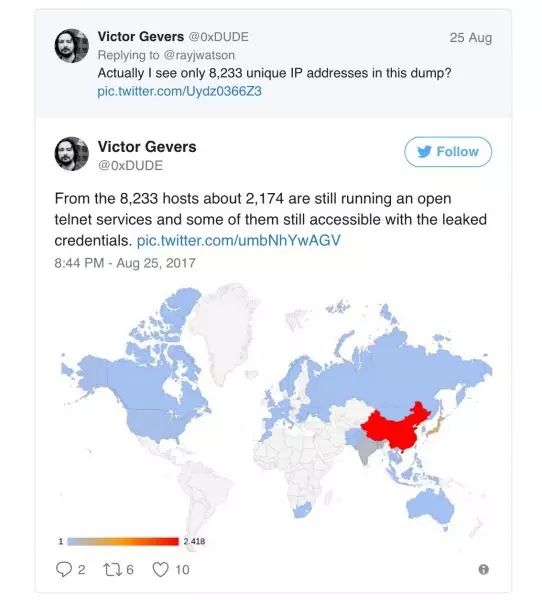 Victor Gevers @0xDUDE 25 Aug
Replying to @rayjwatson
Actually I see only 8,233 unique IP addresses in this dump?
pic.twitter.com/Uydz0366Z3
Victor Gevers
@0xDUDE
Follow
From the 8,233 hosts about 2,174 are still running an open
telnet services and some of them still accessible with the leaked
credentials. pic.twitter.com/umbNhYwAGV
8:44 PM - Aug 25, 2017
1 2.418
2 6 10